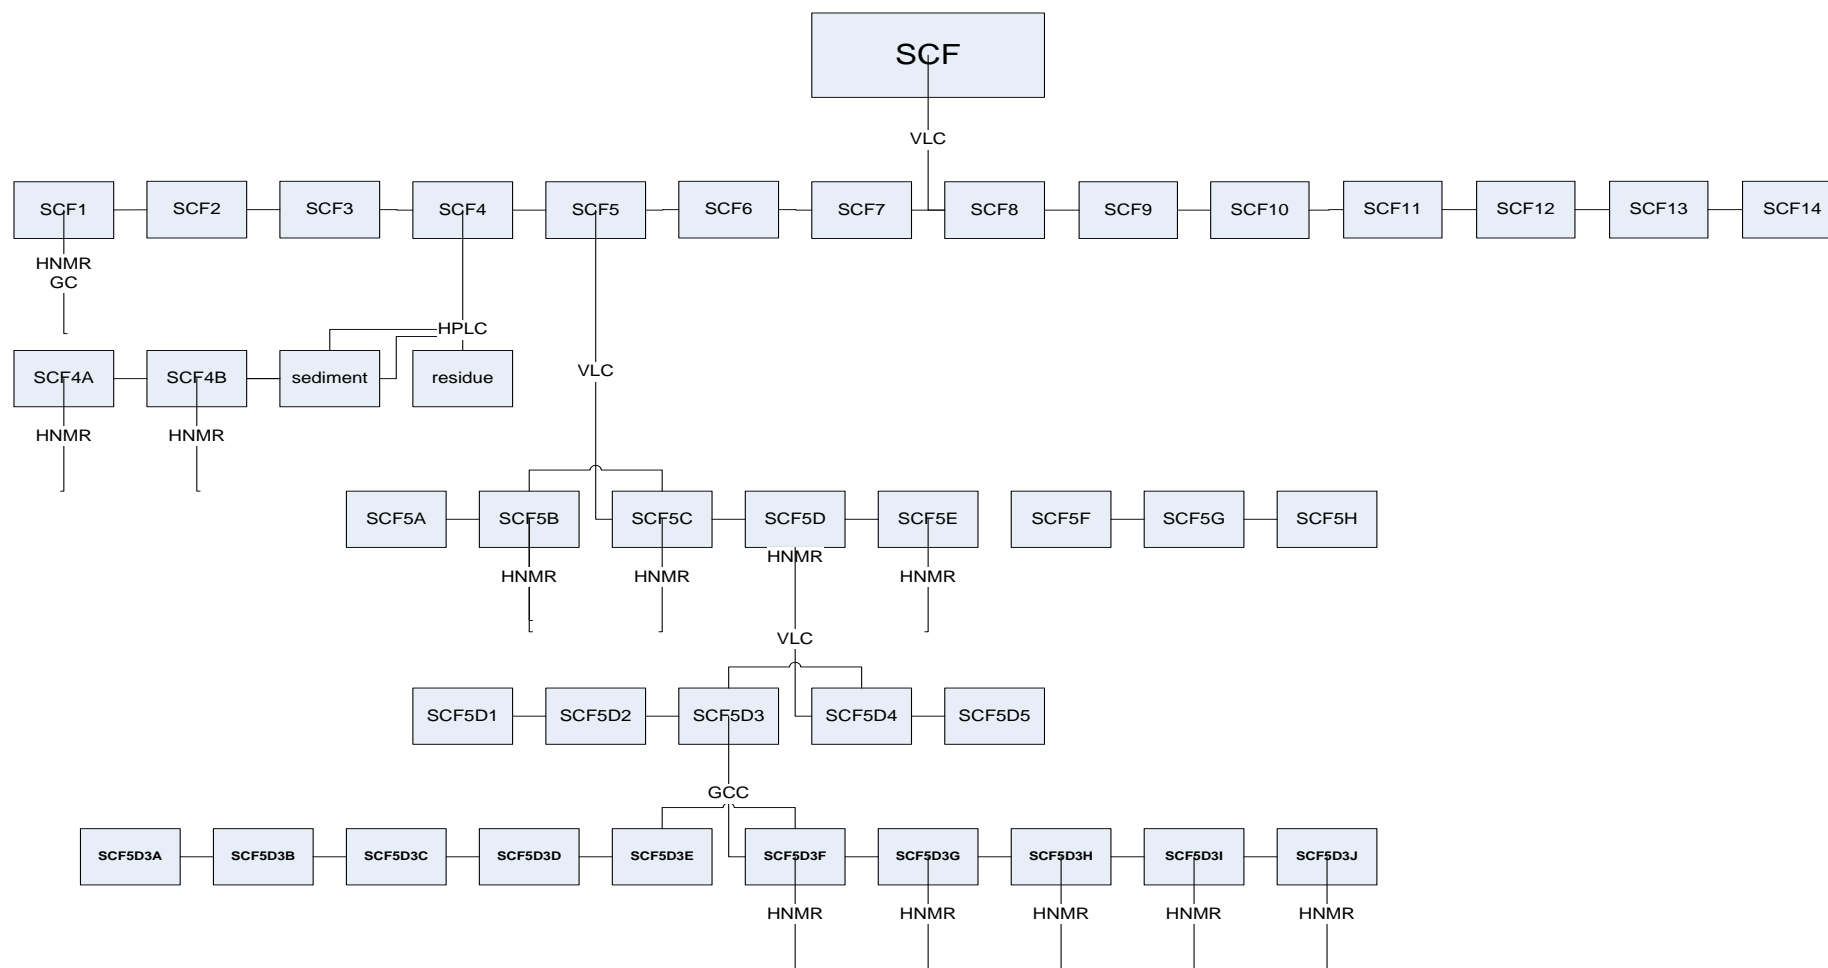 SCF
VLC
SCF1 SCF2 SCF3 SCF4 SCF5 SCF6 SCF7 SCF8 SCF9 SCF10 SCF11 SCF12 SCF13 SCF14
HNMR
GC
HPLC
VLC
SCF4A SCF4B sediment residue
HNMR HNMR
SCF5A SCF5B SCF5C SCF5D SCF5E SCF5F SCF5G SCF5H
HNMR
HNMR HNMR HNMR
VLC
SCF5D1 SCF5D2 SCF5D3 SCF5D4 SCF5D5
GCC
SCF5D3A SCF5D3B SCF5D3C SCF5D3D SCF5D3E SCF5D3F SCF5D3G SCF5D3H SCF5D3I SCF5D3J
HNMR HNMR HNMR HNMR HNMR